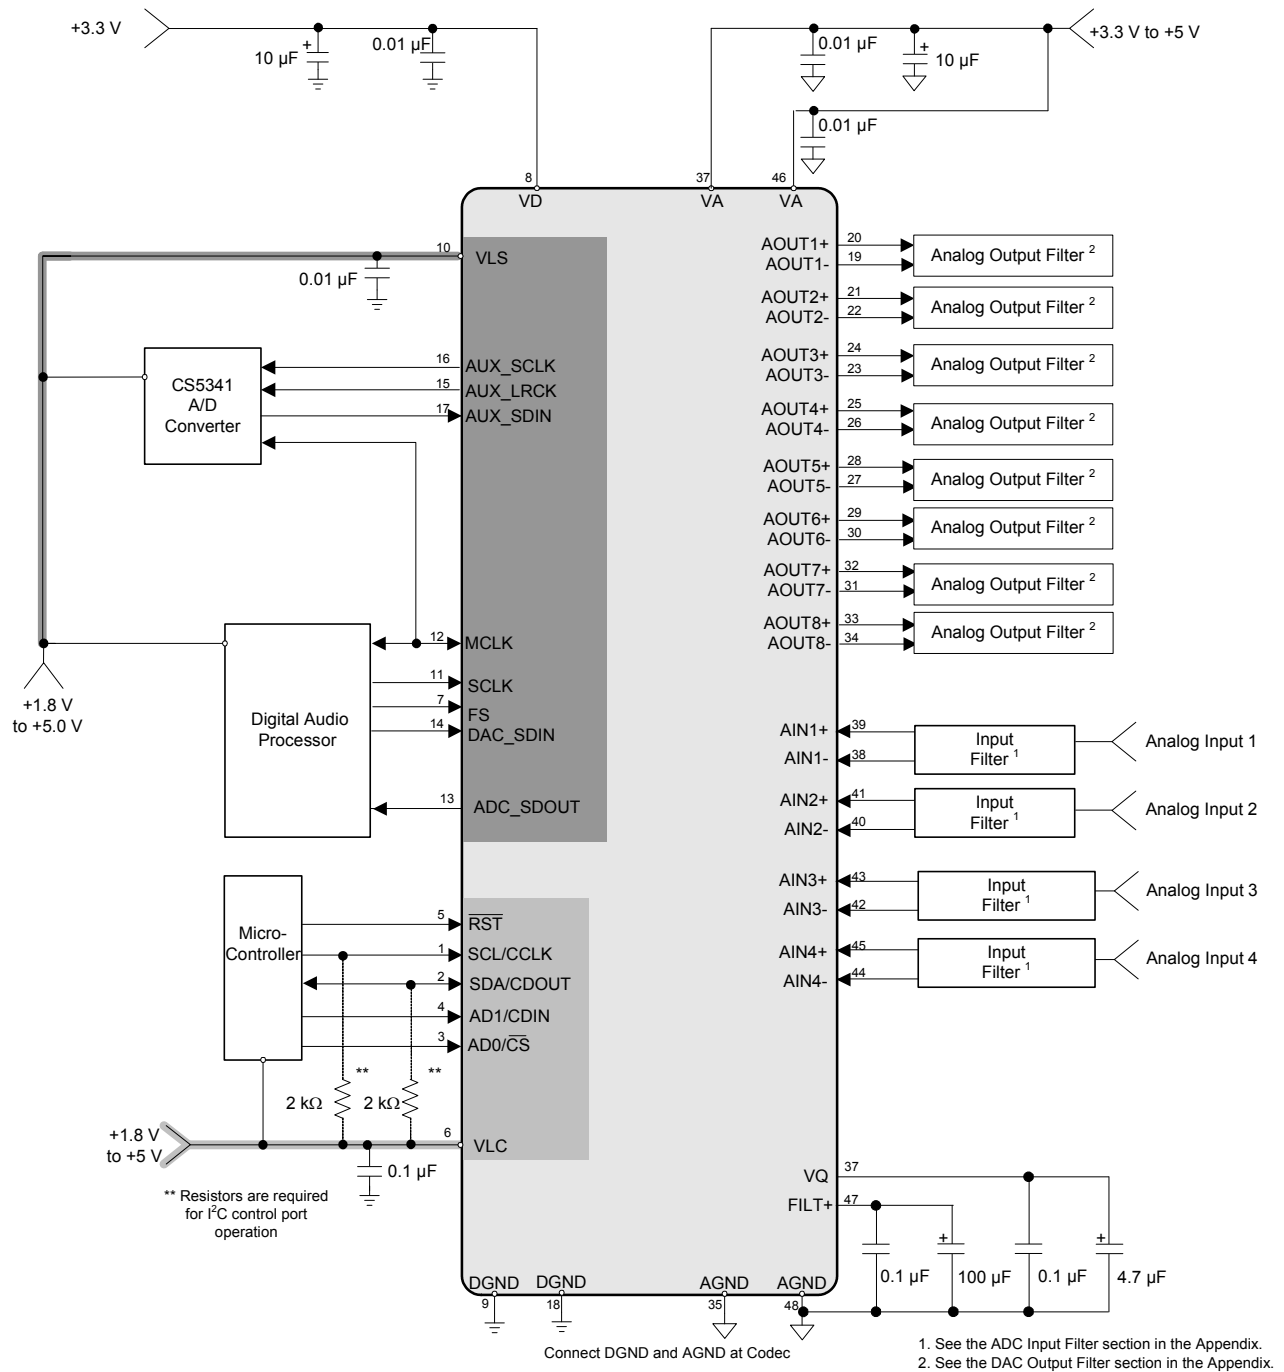 +3.3 V
10 µF
+
0.01 µF
0.01 µF
+
10 µF
+3.3 V to +5 V
0.01 µF
8
VD
37
VA
46
VA
10
VLS
0.01 µF
CS5341
A/D
Converter
16
AUX_SCLK
15
AUX_LRCK
17
AUX_SDIN
+1.8 V
to +5.0 V
Digital Audio
Processor
12
MCLK
11
SCLK
7
FS
14
DAC_SDIN
13
ADC_SDOUT
Micro-
Controller
5
RST
1
SCL/CCLK
2
SDA/CDOUT
4
AD1/CDIN
3
AD0/CS
**
**
2 kΩ
2 kΩ
+1.8 V
to +5 V
6
VLC
0.1 µF
** Resistors are required
for I²C control port
operation
AOUT1+
20
AOUT1-
19
Analog Output Filter ²
AOUT2+
21
AOUT2-
22
Analog Output Filter ²
AOUT3+
24
AOUT3-
23
Analog Output Filter ²
AOUT4+
25
AOUT4-
26
Analog Output Filter ²
AOUT5+
28
AOUT5-
27
Analog Output Filter ²
AOUT6+
29
AOUT6-
30
Analog Output Filter ²
AOUT7+
32
AOUT7-
31
Analog Output Filter ²
AOUT8+
33
AOUT8-
34
Analog Output Filter ²
AIN1+
39
AIN1-
38
Input
Filter ¹
Analog Input 1
AIN2+
41
AIN2-
40
Input
Filter ¹
Analog Input 2
AIN3+
43
AIN3-
42
Input
Filter ¹
Analog Input 3
AIN4+
45
AIN4-
44
Input
Filter ¹
Analog Input 4
VQ
37
FILT+
47
0.1 µF
+
100 µF
0.1 µF
+
4.7 µF
DGND
9
DGND
18
AGND
35
AGND
48
Connect DGND and AGND at Codec
1. See the ADC Input Filter section in the Appendix.
2. See the DAC Output Filter section in the Appendix.